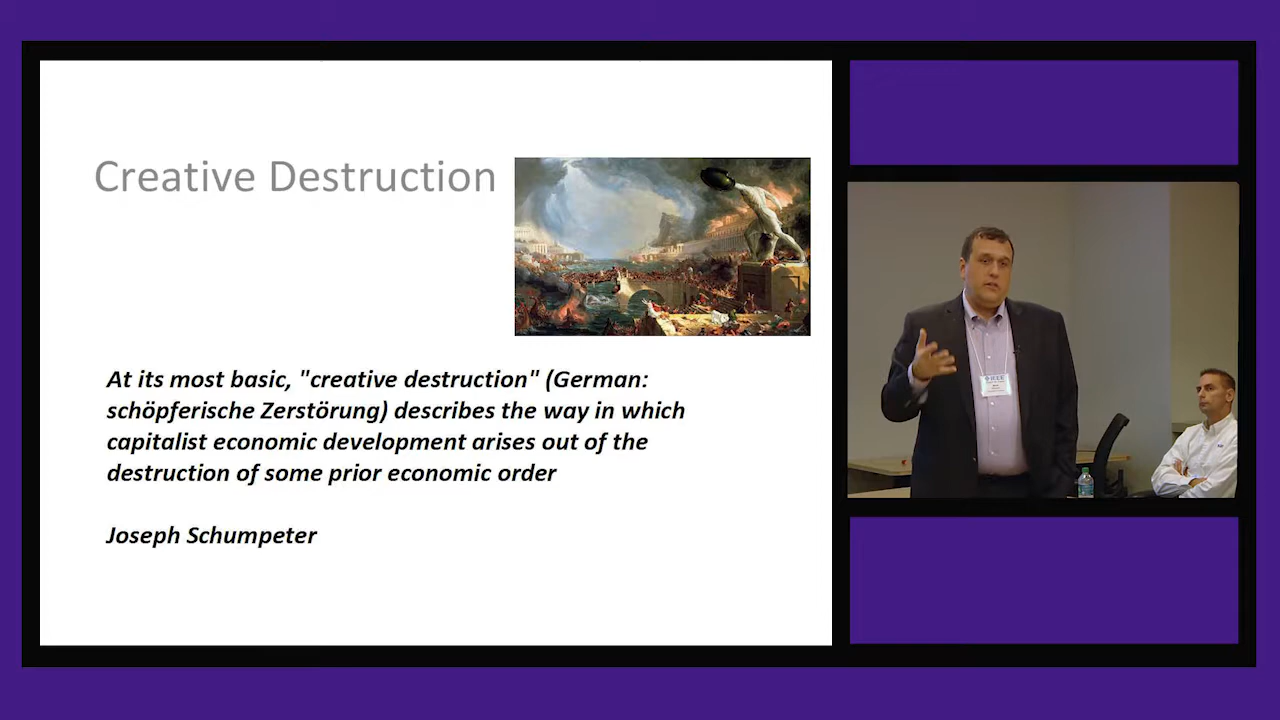 Creative Destruction
At its most basic, "creative destruction" (German:
schöpferische Zerstörung) describes the way in which
capitalist economic development arises out of the
destruction of some prior economic order
Joseph Schumpeter
IEEE